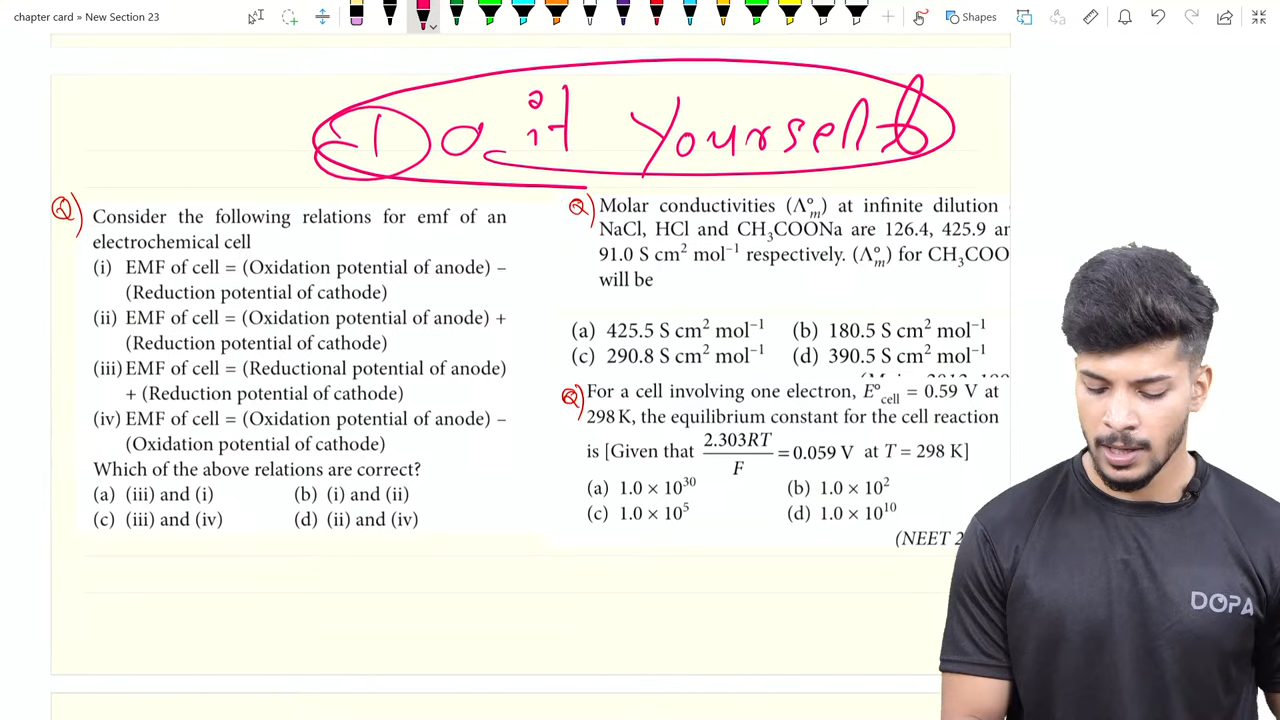 chapter card » New Section 23
Shapes
Do it Yourself
Q)
Consider the following relations for emf of an
electrochemical cell
(i) EMF of cell = (Oxidation potential of anode) –
(Reduction potential of cathode)
(ii) EMF of cell = (Oxidation potential of anode) +
(Reduction potential of cathode)
(iii) EMF of cell = (Reductional potential of anode)
+ (Reduction potential of cathode)
(iv) EMF of cell = (Oxidation potential of anode) –
(Oxidation potential of cathode)
Which of the above relations are correct?
(a) (iii) and (i) (b) (i) and (ii)
(c) (iii) and (iv) (d) (ii) and (iv)
Q)
Molar conductivities (Λ°m) at infinite dilution
NaCl, HCl and CH₃COONa are 126.4, 425.9
91.0 S cm² mol⁻¹ respectively. (Λ°m) for CH₃COO
will be
(a) 425.5 S cm² mol⁻¹ (b) 180.5 S cm² mol⁻¹
(c) 290.8 S cm² mol⁻¹ (d) 390.5 S cm² mol⁻¹
Q)
For a cell involving one electron, E°cell = 0.59 V at
298 K, the equilibrium constant for the cell reaction
is [Given that 2.303RT/F = 0.059 V at T = 298 K]
(a) 1.0 × 10³⁰ (b) 1.0 × 10²
(c) 1.0 × 10⁵ (d) 1.0 × 10¹⁰
(NEET 2
DOPA